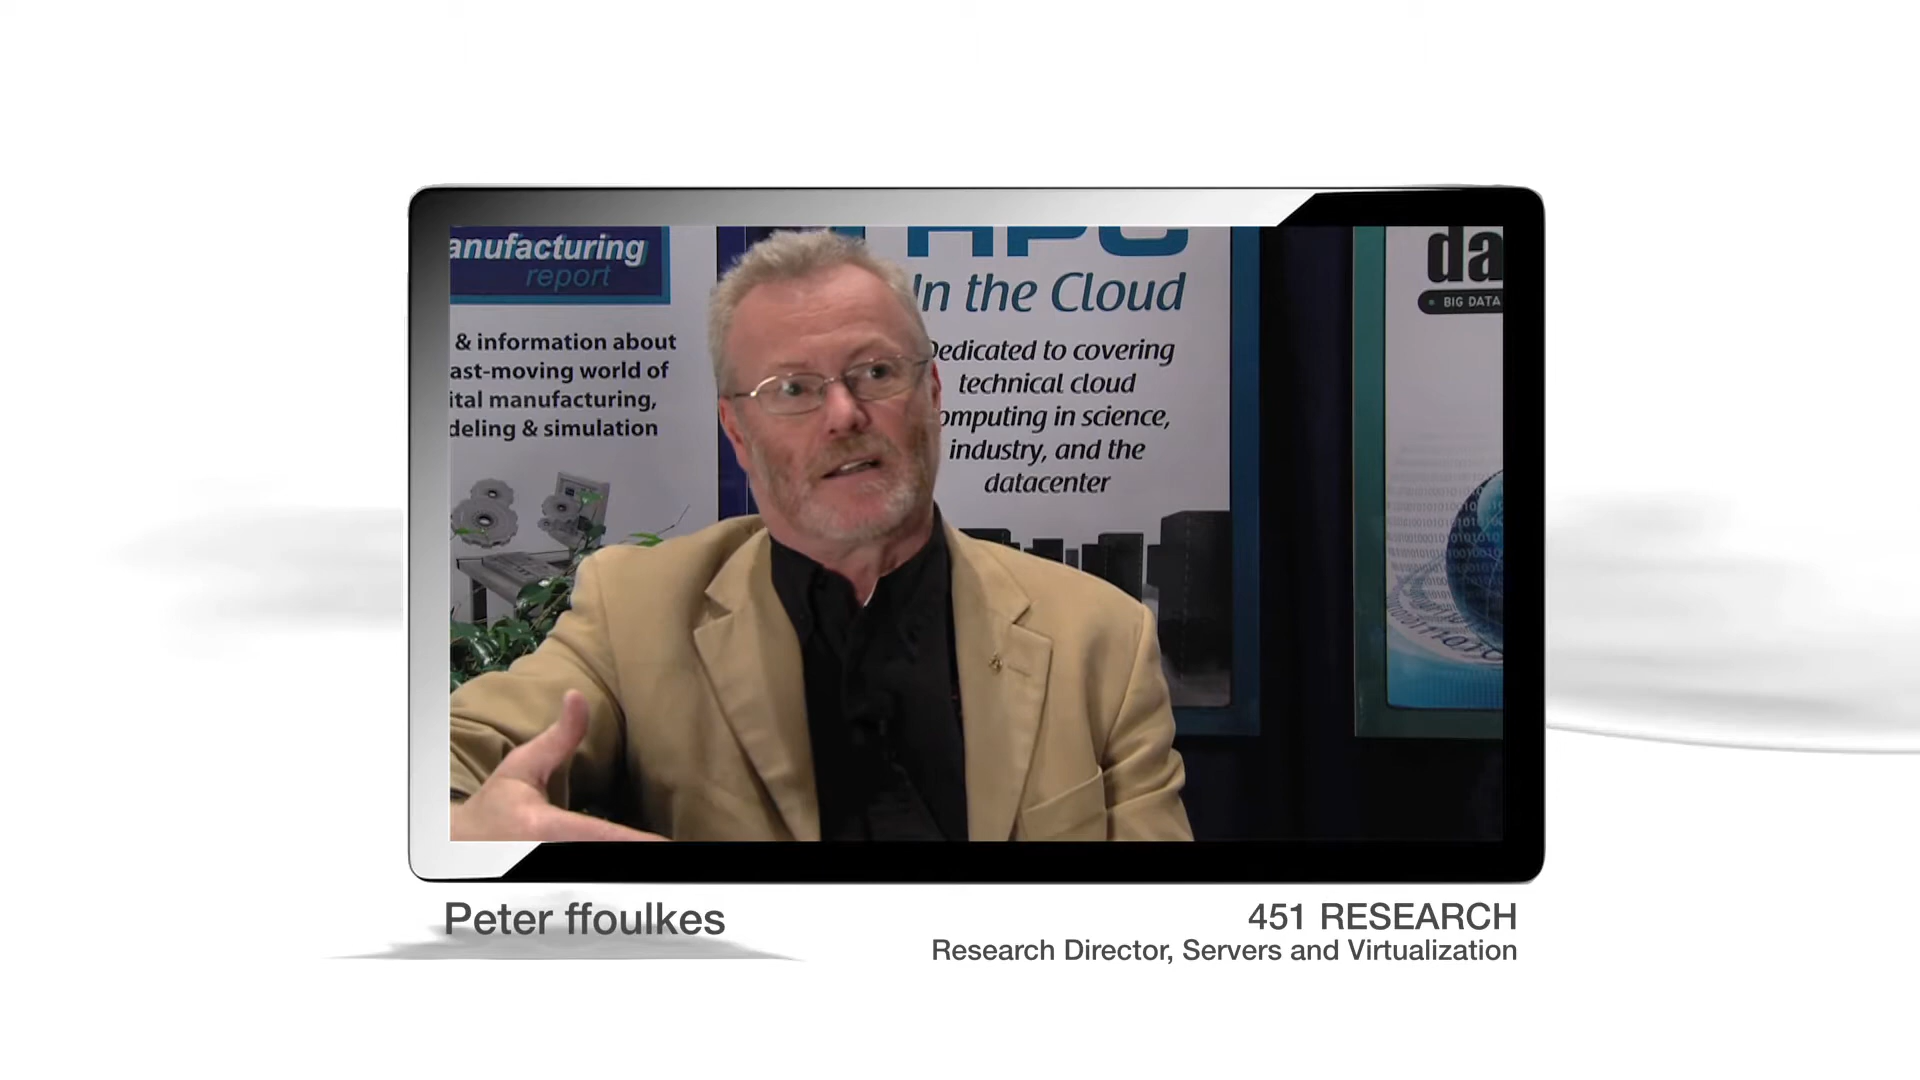 anufacturing
report
& information about
ast-moving world of
ital manufacturing,
deling & simulation
HPC
In the Cloud
Dedicated to covering
technical cloud
computing in science,
industry, and the
datacenter
da
BIG DATA
Peter ffoulkes
451 RESEARCH
Research Director, Servers and Virtualization